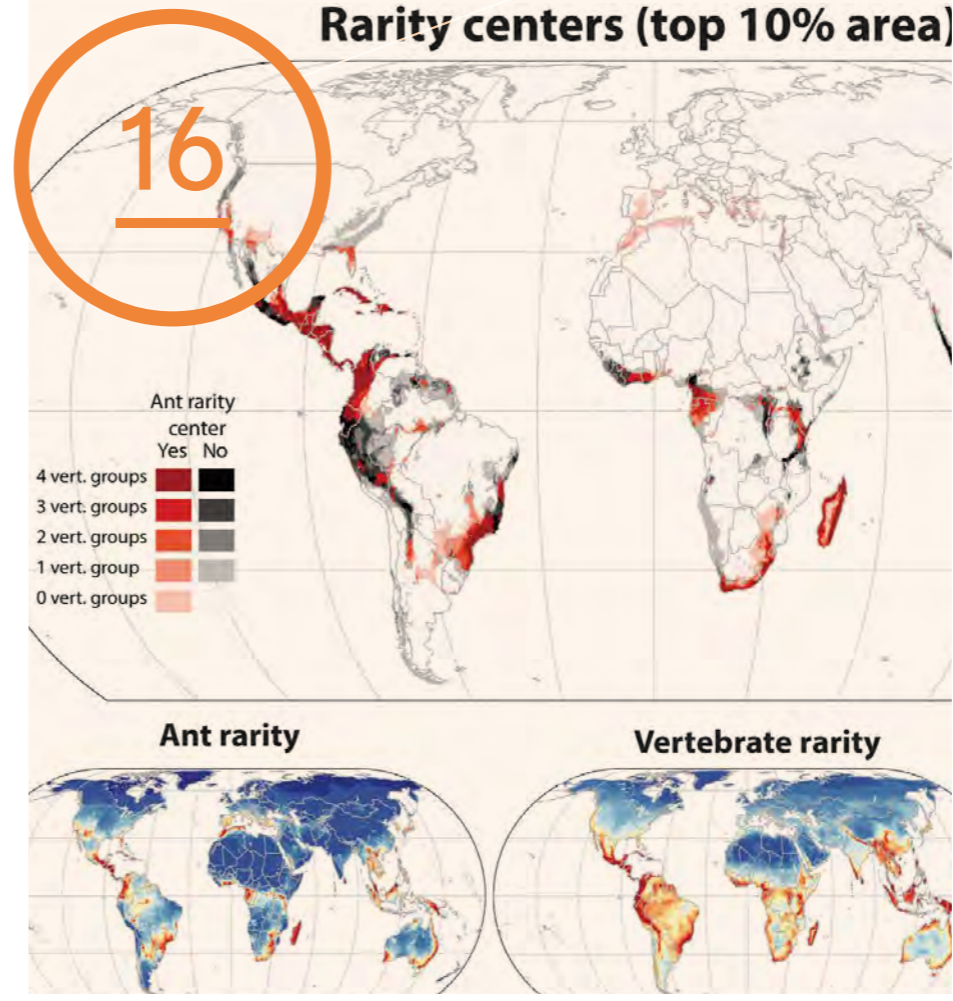 Rarity centers (top 10% area)
16
Ant rarity
center
Yes No
4 vert. groups
3 vert. groups
2 vert. groups
1 vert. group
0 vert. groups
Ant rarity
Vertebrate rarity